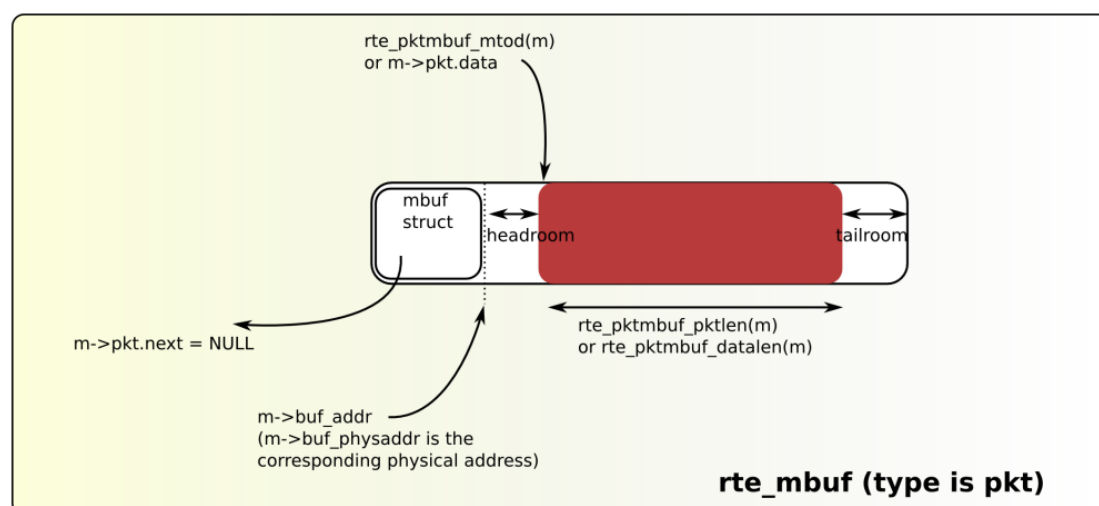 rte_pktmbuf_mtod(m)
or m->pkt.data
mbuf
struct
headroom
tailroom
rte_pktmbuf_pktlen(m)
or rte_pktmbuf_datalen(m)
m->pkt.next = NULL
m->buf_addr
(m->buf_physaddr is the
corresponding physical address)
rte_mbuf (type is pkt)